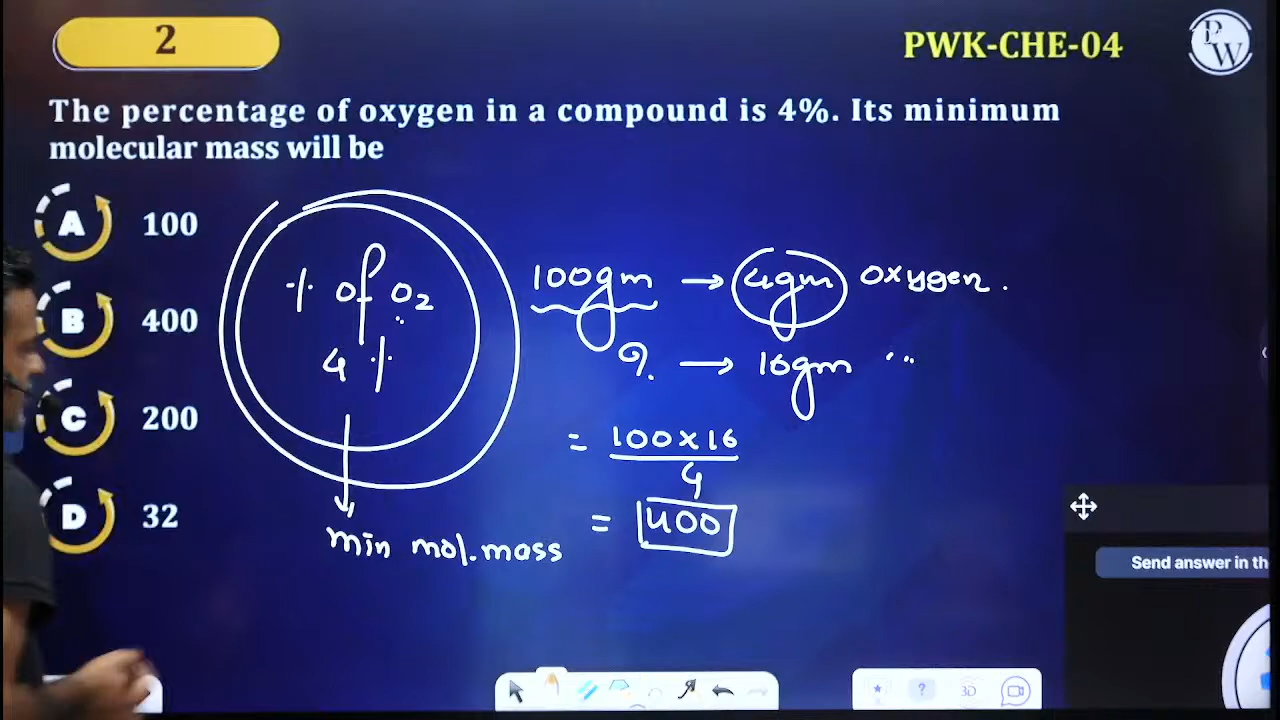 2
PWK-CHE-04
PW
The percentage of oxygen in a compound is 4%. Its minimum
molecular mass will be
A 100
B 400
C 200
D 32
% of O2
4 %
min mol. mass
100gm → 4gm oxygen.
? → 16gm "
= 100 x 16
4
= 400
Send answer in th
3D